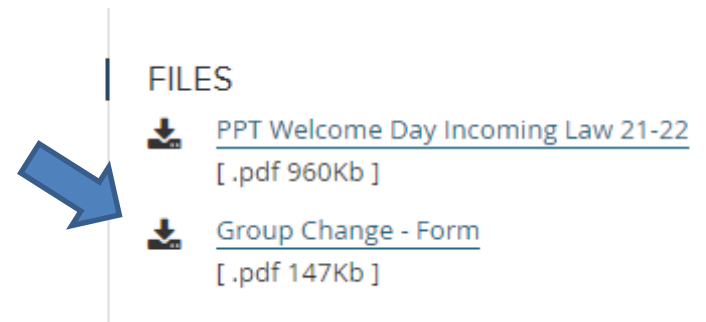 FILES
PPT Welcome Day Incoming Law 21-22
[ .pdf 960Kb ]
Group Change - Form
[ .pdf 147Kb ]